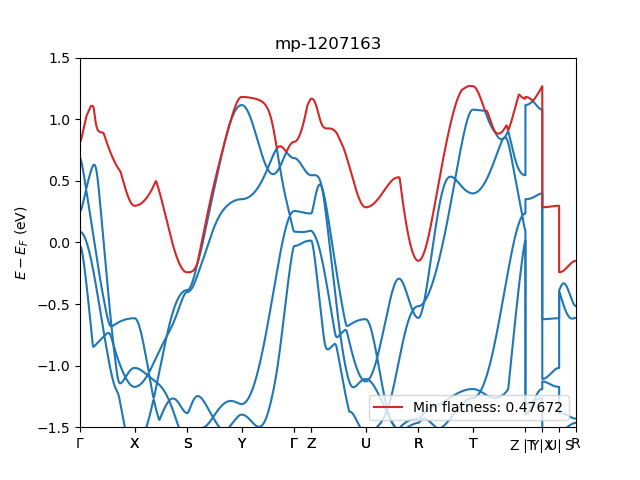 mp-1207163
1.5
1.0
0.5
0.0
−0.5
−1.0
−1.5
E − E_F (eV)
Min flatness: 0.47672
Γ X S Y Γ Z U R T Z | T Y | X U | S R